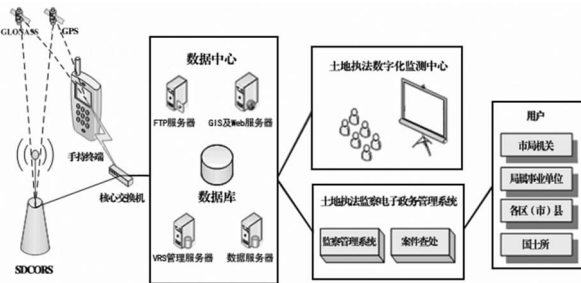 GLONASS
GPS
手持终端
核心交换机
SDCORS
数据中心
FTP服务器
GIS及Web服务器
数据库
VRS管理服务器
数据服务器
土地执法数字化监测中心
土地执法监察电子政务管理系统
监察管理系统
案件查处
用户
市局机关
局属事业单位
各区（市）县
国土所